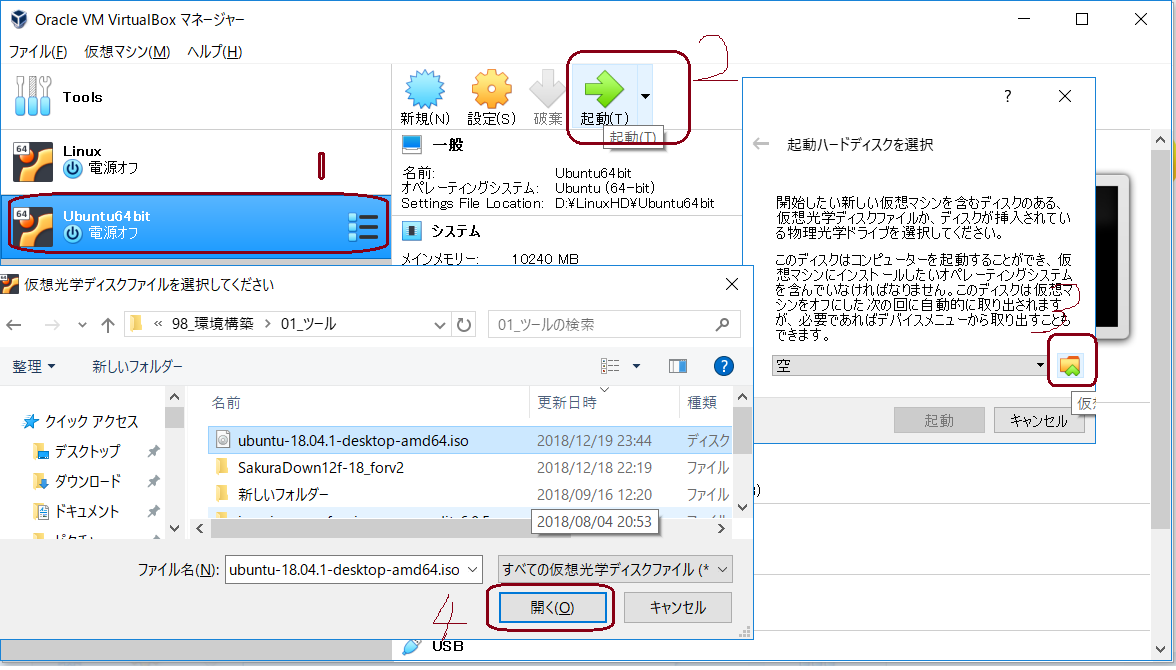 Oracle VM VirtualBox マネージャー
ファイル(F) 仮想マシン(M) ヘルプ(H)
Tools
新規(N) 設定(S) 破棄 起動(T)
起動(T)
2
64
Linux
電源オフ
1
64
Ubuntu64bit
電源オフ
一般
名前: Ubuntu64bit
オペレーティングシステム: Ubuntu (64-bit)
Settings File Location: D:¥LinuxHD¥Ubuntu64bit
システム
メインメモリー: 10240 MB
?
起動ハードディスクを選択
開始したい新しい仮想マシンを含むディスクのある、
仮想光学ディスクファイルか、ディスクが挿入されてい
る物理光学ドライブを選択してください。
このディスクはコンピューターを起動することができ、仮
想マシンにインストールしたいオペレーティングシステム
を含んでいなければなりません。このディスクは仮想マ
シンをオフにした次の回に自動的に取り出されます
が、必要であればデバイスメニューから取り出すことも
できます。
3
空
仮
起動 キャンセル
仮想光学ディスクファイルを選択してください
« 98_環境構築 > 01_ツール
01_ツールの検索
整理 新しいフォルダー
?
クイック アクセス
デスクトップ
ダウンロード
ドキュメント
名前 更新日時 種類
ubuntu-18.04.1-desktop-amd64.iso 2018/12/19 23:44 ディスク
SakuraDown12f-18_forv2 2018/12/18 22:19 ファイル
新しいフォルダー 2018/09/16 12:20 ファイル
2018/08/04 20:53
ファイル名(N): ubuntu-18.04.1-desktop-amd64.iso すべての仮想光学ディスクファイル (*
4
開く(O) キャンセル
USB